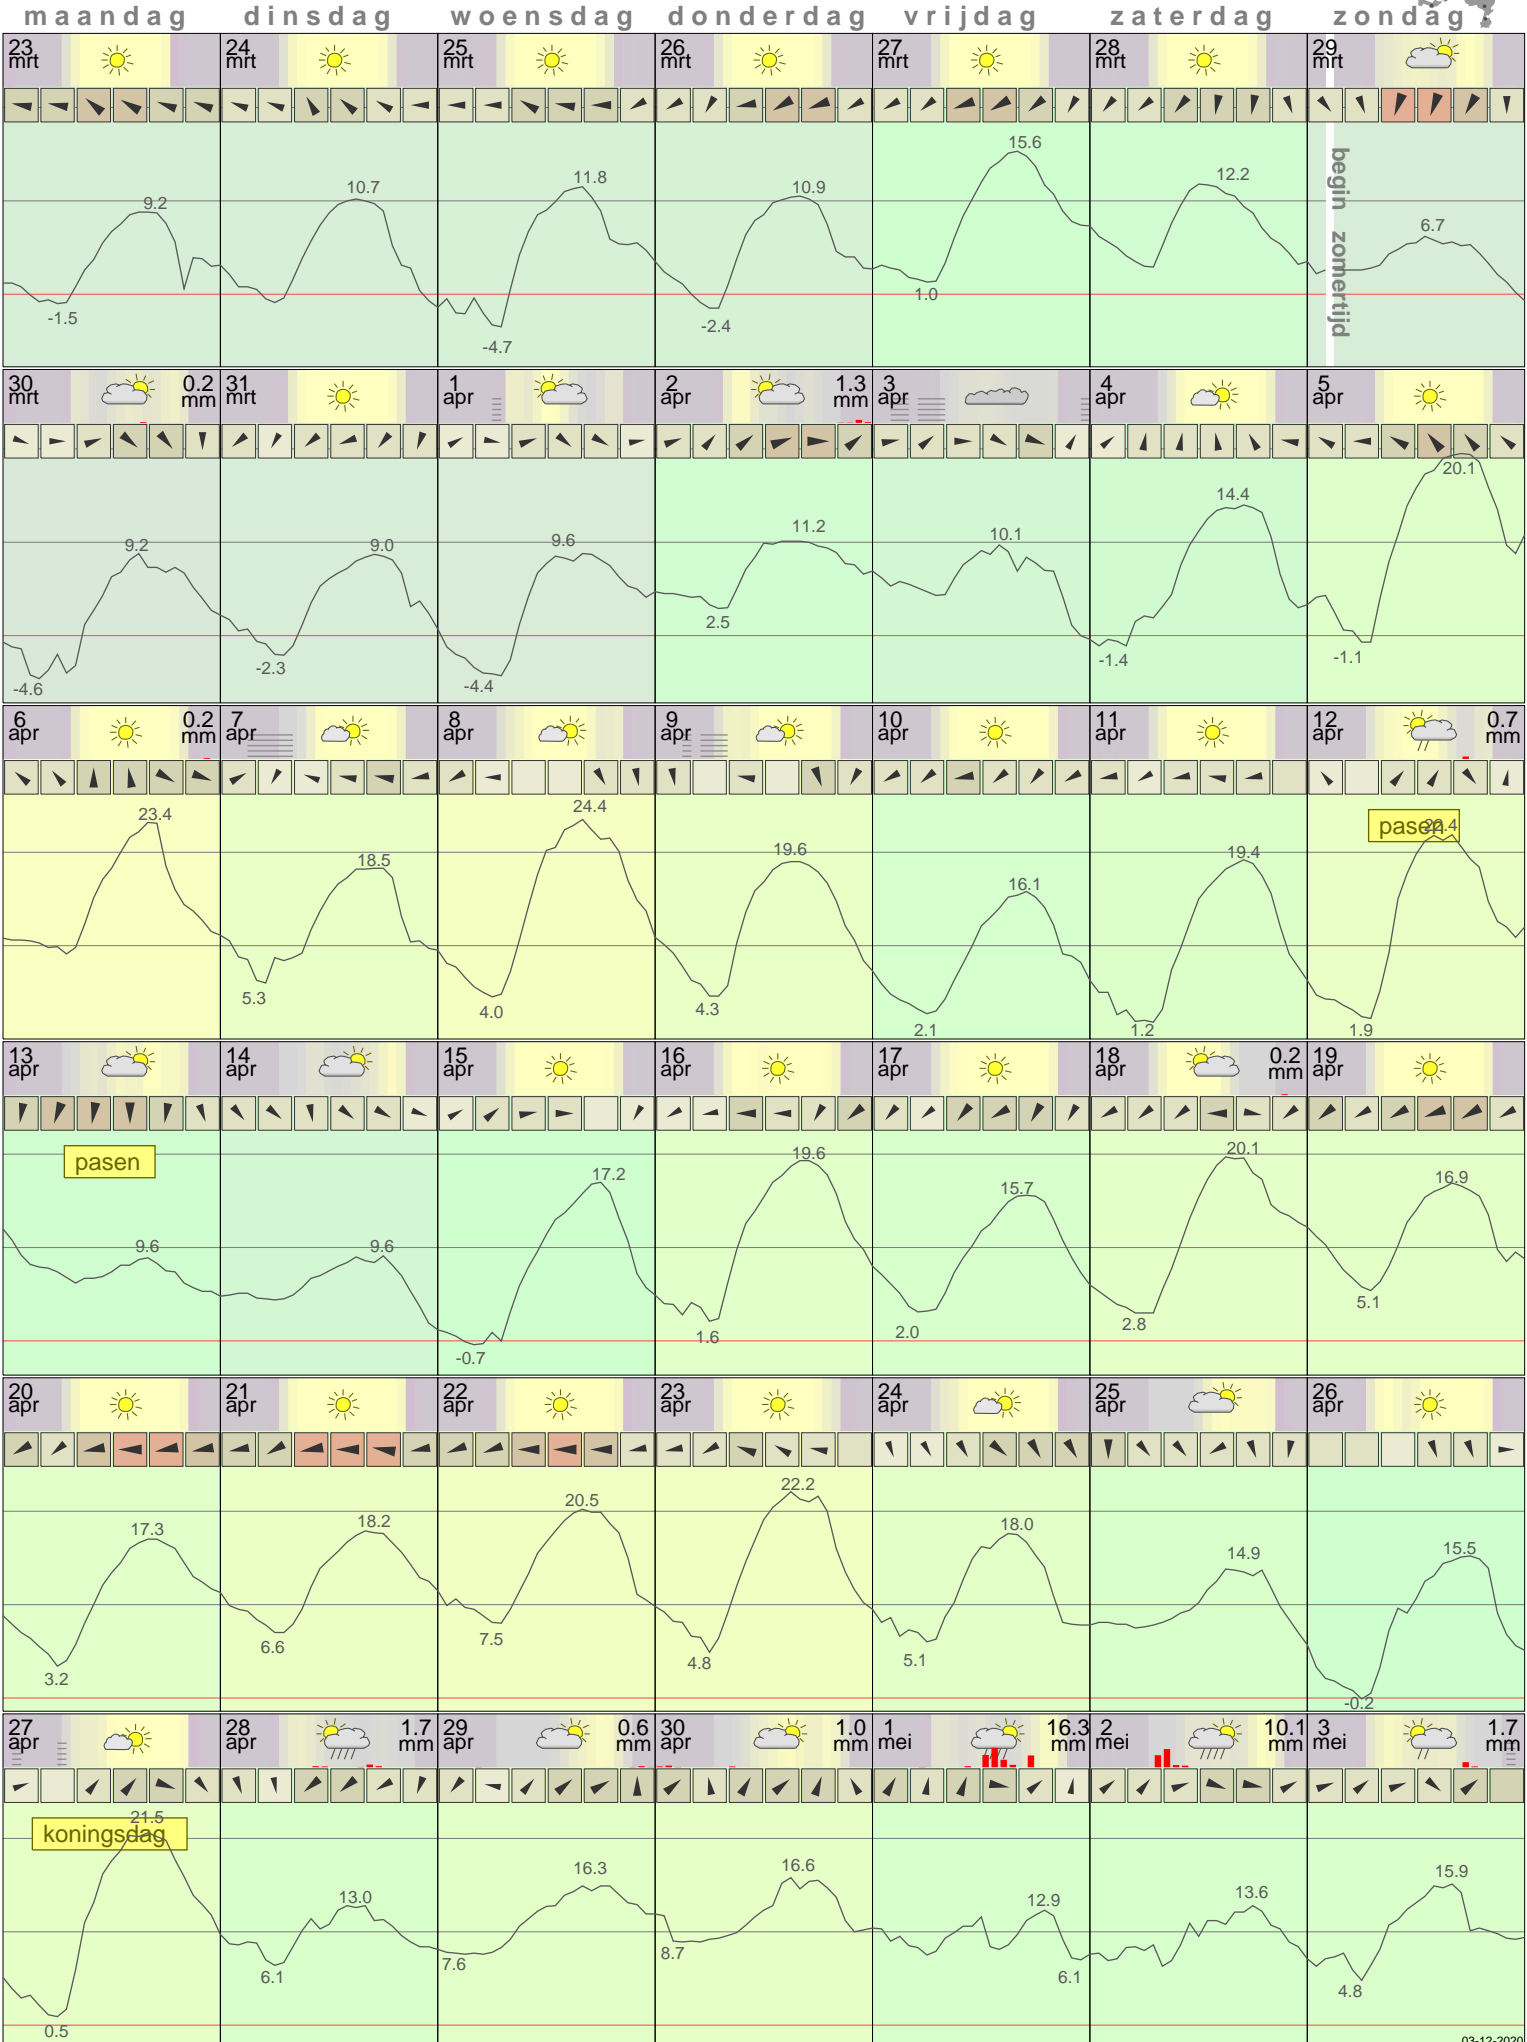 maandag dinsdag woensdag donderdag vrijdag zaterdag zondag
23 24 25 26 27 28 29
mrt mrt mrt mrt mrt mrt mrt
9.2 10.7 11.8 10.9 15.6 12.2 6.7
-1.5 -4.7 -2.4 1.0
begin zomertijd
30 0.2 31 1 2 1.3 3 4 5
mrt mm mrt apr apr mm apr apr apr
9.2 9.0 9.6 11.2 10.1 14.4 20.1
-4.6 -2.3 -4.4 2.5 -1.4 -1.1
6 0.2 7 8 9 10 11 12 0.7
apr mm apr apr apr apr apr apr mm
pasen
23.4 18.5 24.4 19.6 16.1 19.4 22.4
5.3 4.0 4.3 2.1 1.2 1.9
13 14 15 16 17 18 0.2 19
apr apr apr apr apr apr mm apr
pasen
9.6 9.6 17.2 19.6 15.7 20.1 16.9
-0.7 1.6 2.0 2.8 5.1
20 21 22 23 24 25 26
apr apr apr apr apr apr apr
17.3 18.2 20.5 22.2 18.0 14.9 15.5
3.2 6.6 7.5 4.8 5.1 -0.2
27 28 1.7 29 0.6 30 1.0 1 16.3 2 10.1 3 1.7
apr apr mm apr mm apr mm mei mm mei mm mei mm
koningsdag
21.5 13.0 16.3 16.6 12.9 13.6 15.9
0.5 6.1 7.6 8.7 6.1 4.8
03-12-2020